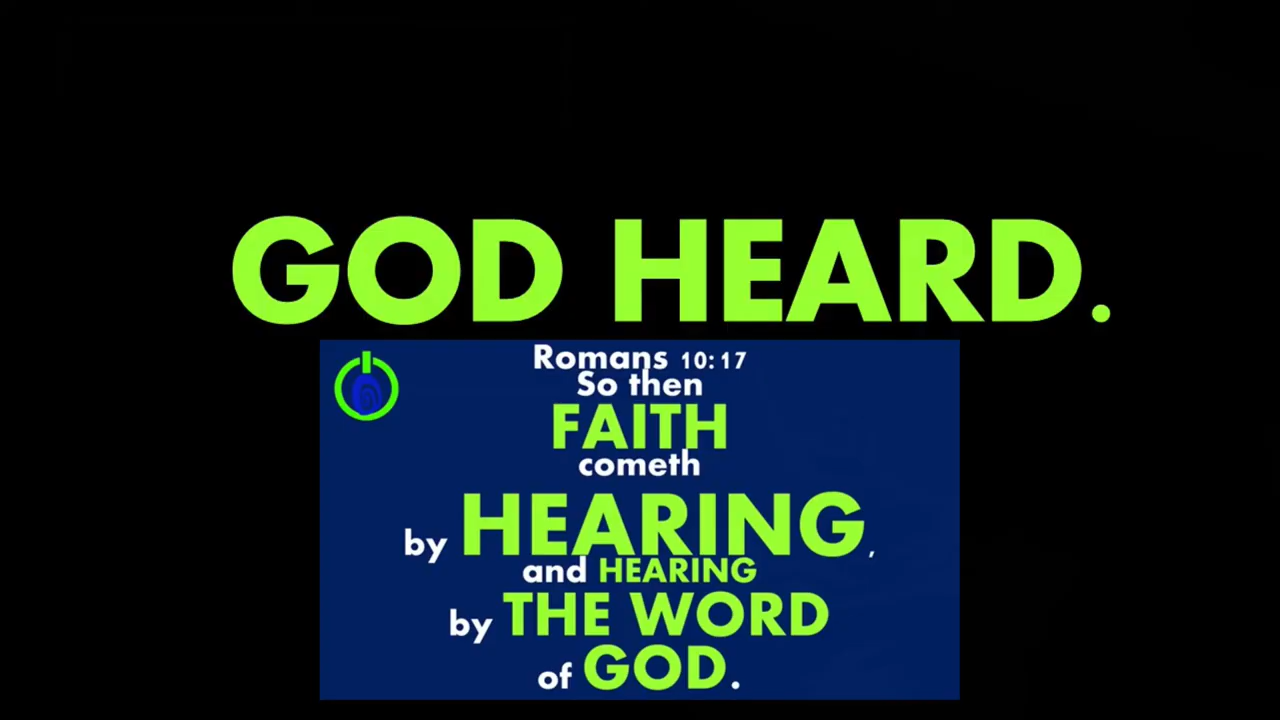 GOD HEARD.
Romans 10:17
So then
FAITH
cometh
by HEARING,
and HEARING
by THE WORD
of GOD.